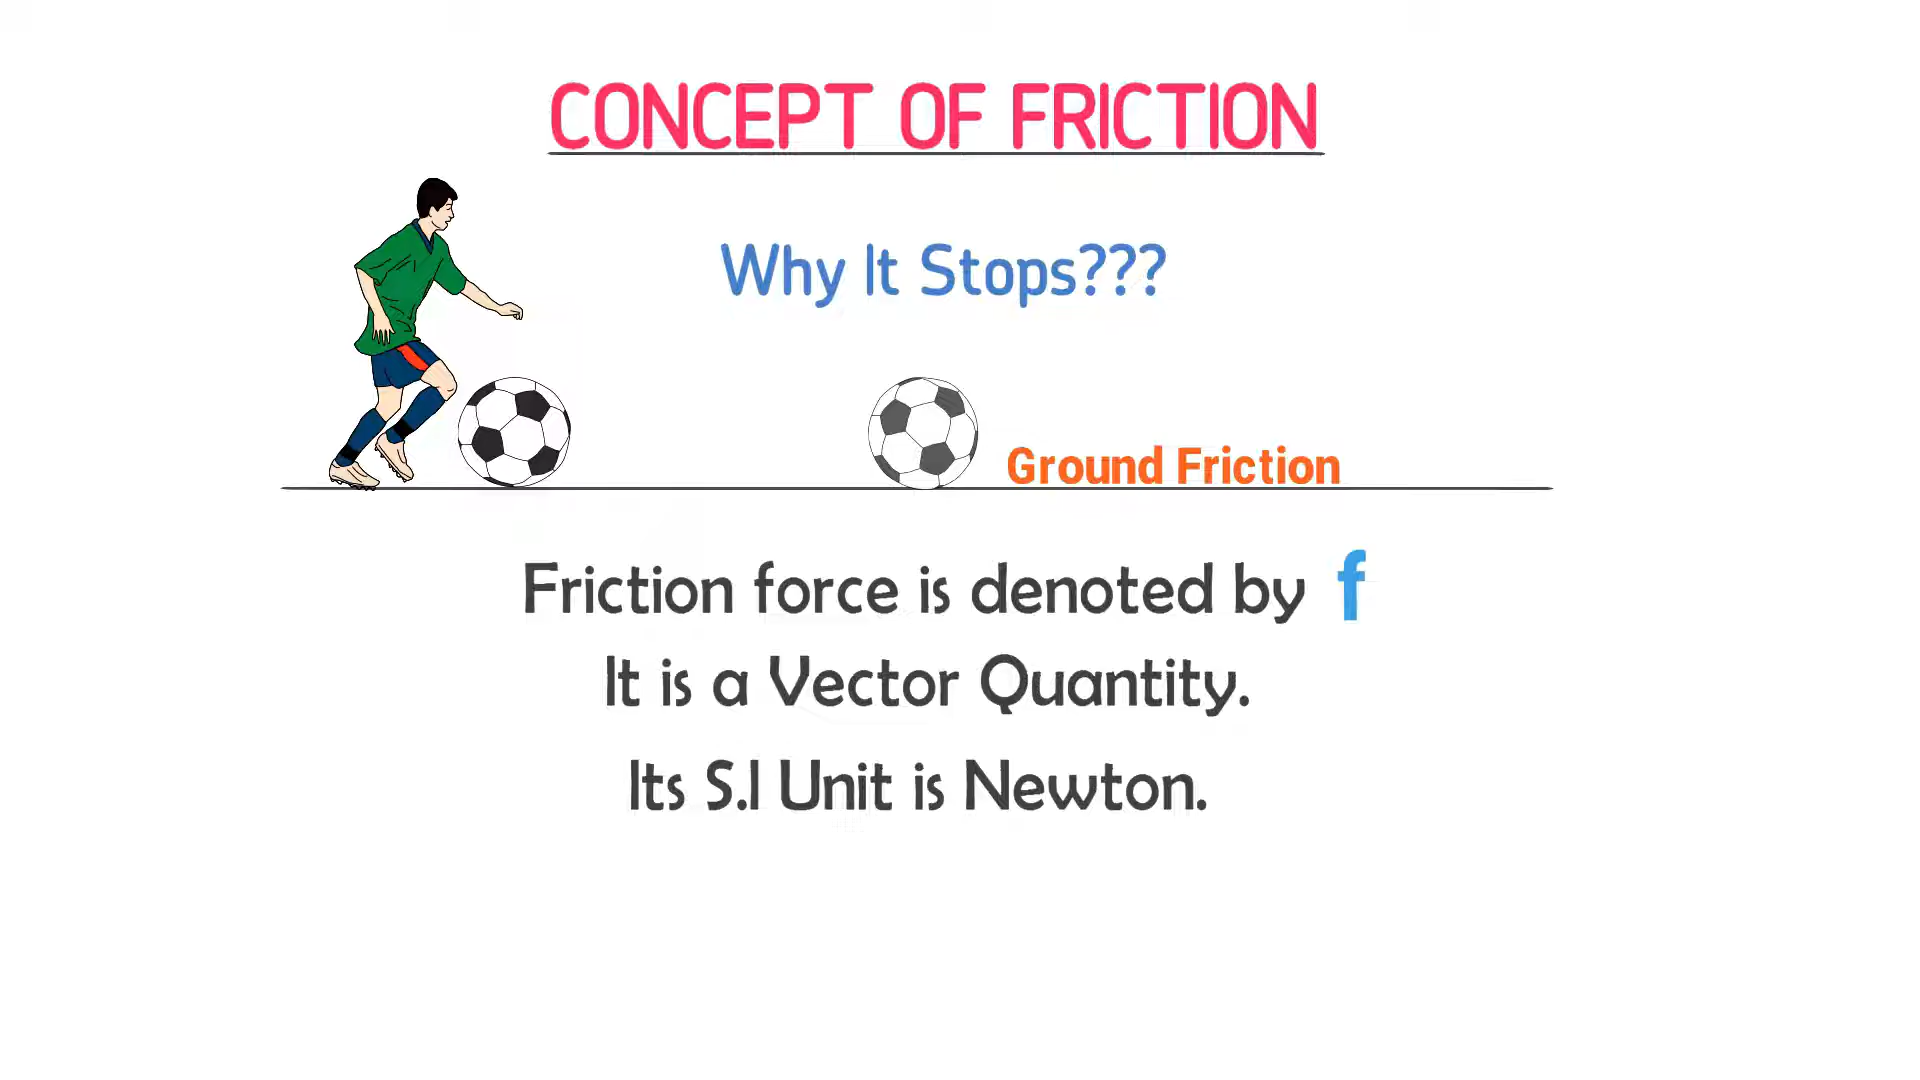 CONCEPT OF FRICTION
Why It Stops???
Ground Friction
Friction force is denoted by f
It is a Vector Quantity.
Its S.I Unit is Newton.